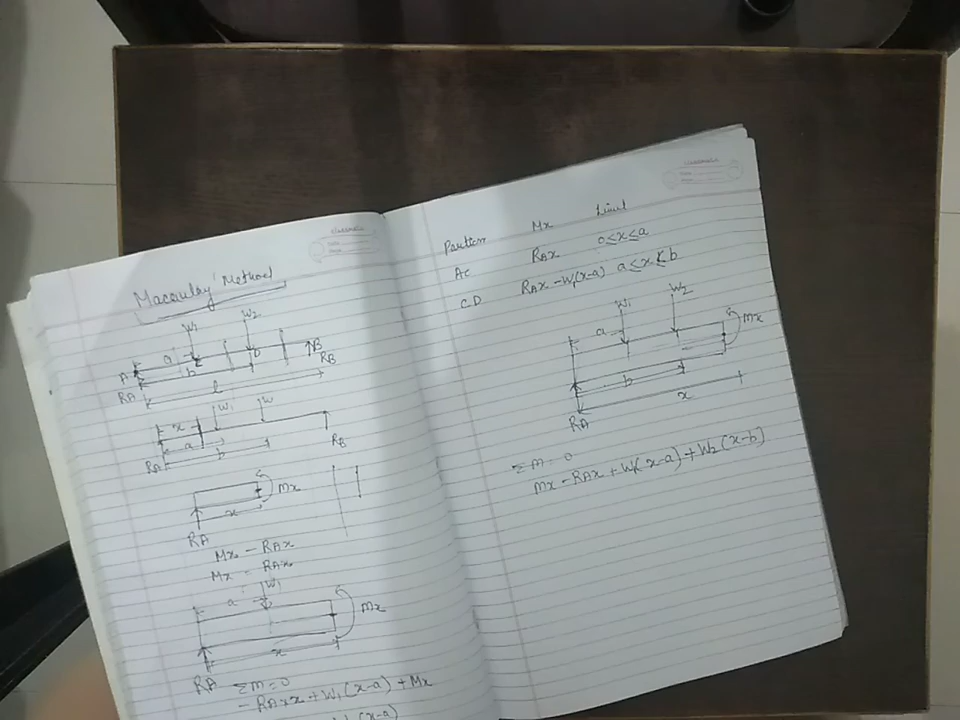 Macaulay Method
W1 W2
A a b B
RA b RB
l
x W1 W
a
RA b RB
Mx
x
RA
Mx - RAx
Mx = RAx
W1
a
Mx
x
RA
Σm=0
- RA×x + W1(x-a) + Mx
(x-a)
Portion Mx Limit
AC RAx 0≤x≤a
CD RAx - W1(x-a) a≤x≤b
W1 W2
a Mx
b
x
RA
Σm=0
Mx - RAx + W1(x-a) + W2(x-b)